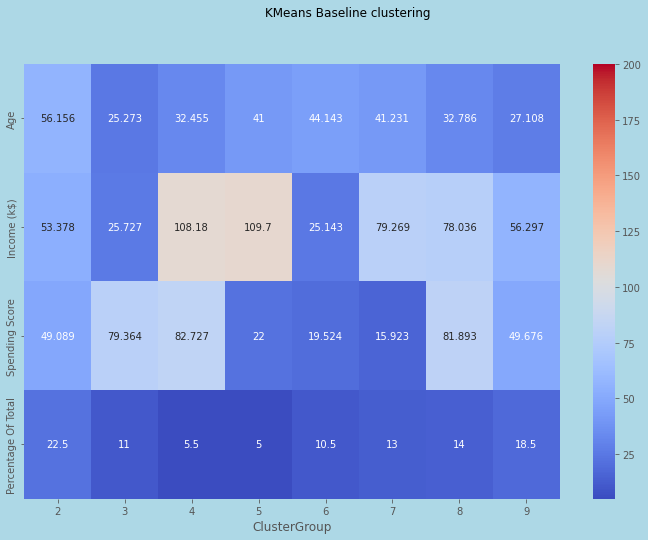 KMeans Baseline clustering
Age
56.156 25.273 32.455 41 44.143 41.231 32.786 27.108
Income (k$)
53.378 25.727 108.18 109.7 25.143 79.269 78.036 56.297
Spending Score
49.089 79.364 82.727 22 19.524 15.923 81.893 49.676
Percentage Of Total
22.5 11 5.5 5 10.5 13 14 18.5
2 3 4 5 6 7 8 9
ClusterGroup
200
175
150
125
100
75
50
25